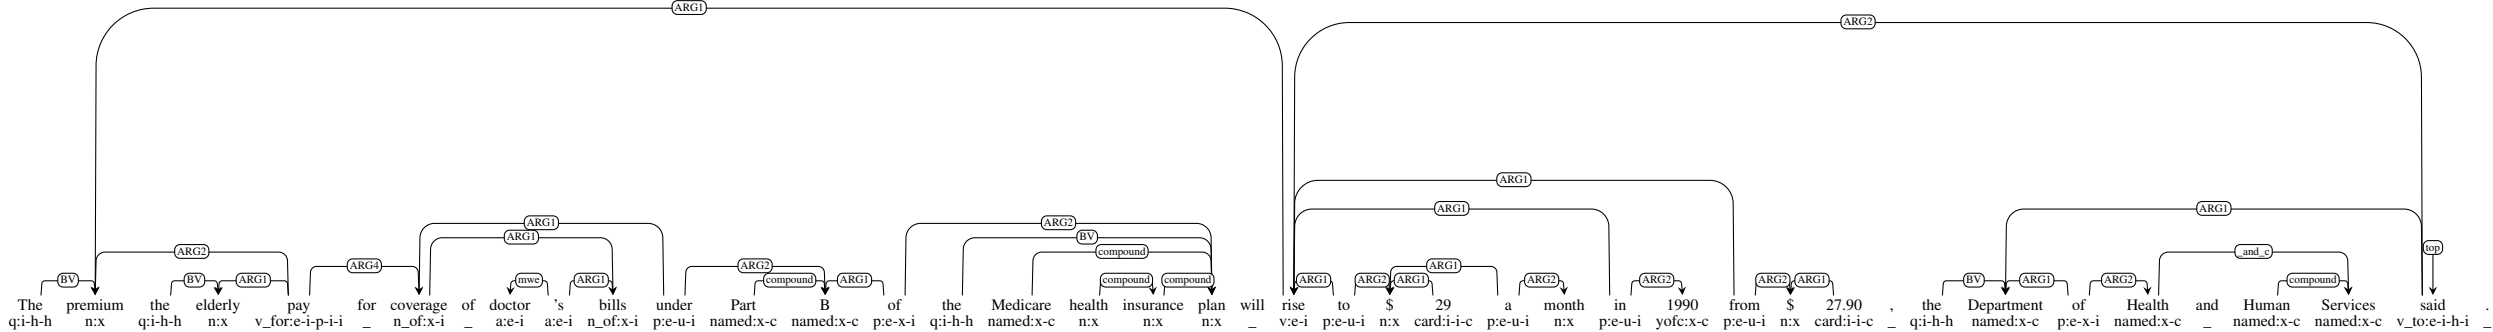 ARG1
ARG2
ARG1
ARG1
ARG1 ARG2
ARG1 BV
ARG2 compound _and_c top
ARG4 ARG2 ARG1
BV BV ARG1 mwe ARG1 compound ARG1 compound compound ARG1 ARG2 ARG1 ARG2 ARG2 ARG2 ARG1 BV ARG1 ARG2 compound
The premium the elderly pay for coverage of doctor 's bills under Part B of the Medicare health insurance plan will rise to $ 29 a month in 1990 from $ 27.90 , the Department of Health and Human Services said .
q:i-h-h n:x q:i-h-h n:x v_for:e-i-p-i-i _ n_of:x-i _ a:e-i a:e-i n_of:x-i p:e-u-i named:x-c named:x-c p:e-x-i q:i-h-h named:x-c n:x n:x n:x _ v:e-i p:e-u-i n:x card:i-i-c p:e-u-i n:x p:e-u-i yofc:x-c p:e-u-i n:x card:i-i-c _ q:i-h-h named:x-c p:e-x-i named:x-c _ named:x-c named:x-c v_to:e-i-h-i _